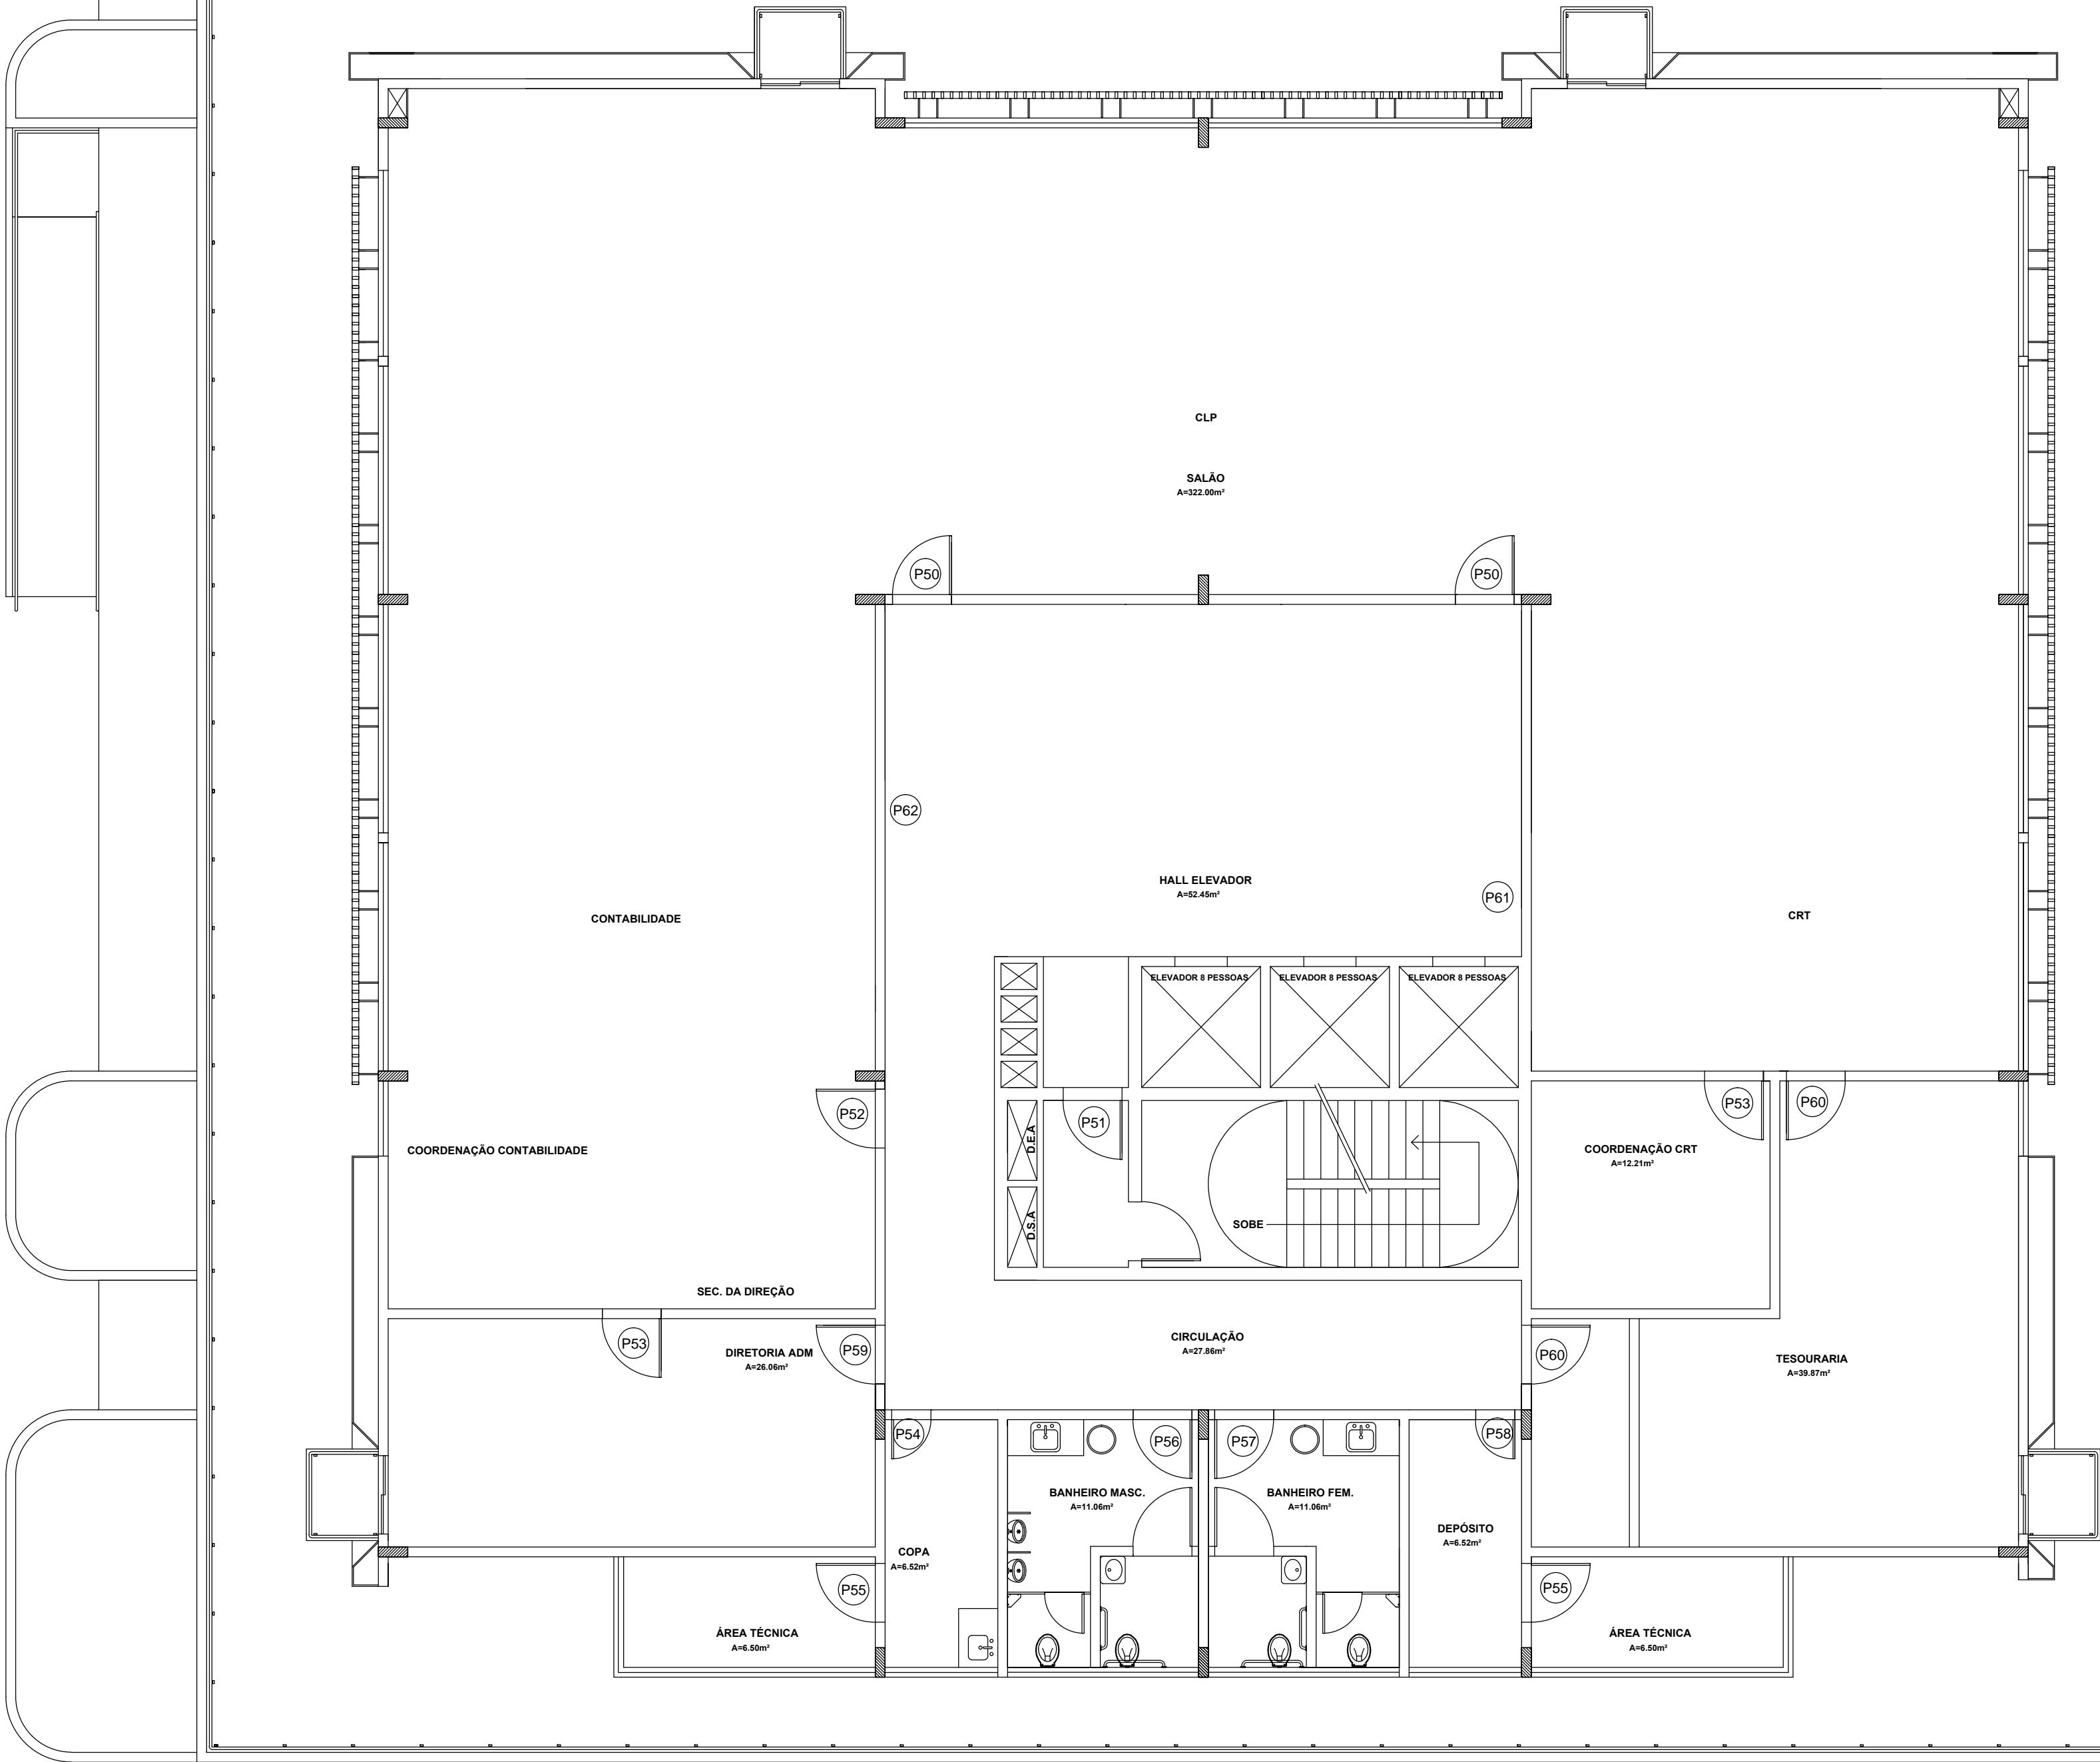 CLP
SALÃO
A=322.00m²
P50
P50
P62
HALL ELEVADOR
A=52.45m²
P61
CONTABILIDADE
CRT
ELEVADOR 8 PESSOAS
ELEVADOR 8 PESSOAS
ELEVADOR 8 PESSOAS
P52
P51
P53
P60
D.E.A
COORDENAÇÃO CONTABILIDADE
COORDENAÇÃO CRT
A=12.21m²
D.S.A
SOBE
SEC. DA DIREÇÃO
P53
DIRETORIA ADM
A=26.06m²
P59
CIRCULAÇÃO
A=27.86m²
P60
TESOURARIA
A=39.87m²
P54
P56
P57
P58
BANHEIRO MASC.
A=11.06m²
BANHEIRO FEM.
A=11.06m²
DEPÓSITO
A=6.52m²
COPA
A=6.52m²
P55
P55
ÁREA TÉCNICA
A=6.50m²
ÁREA TÉCNICA
A=6.50m²